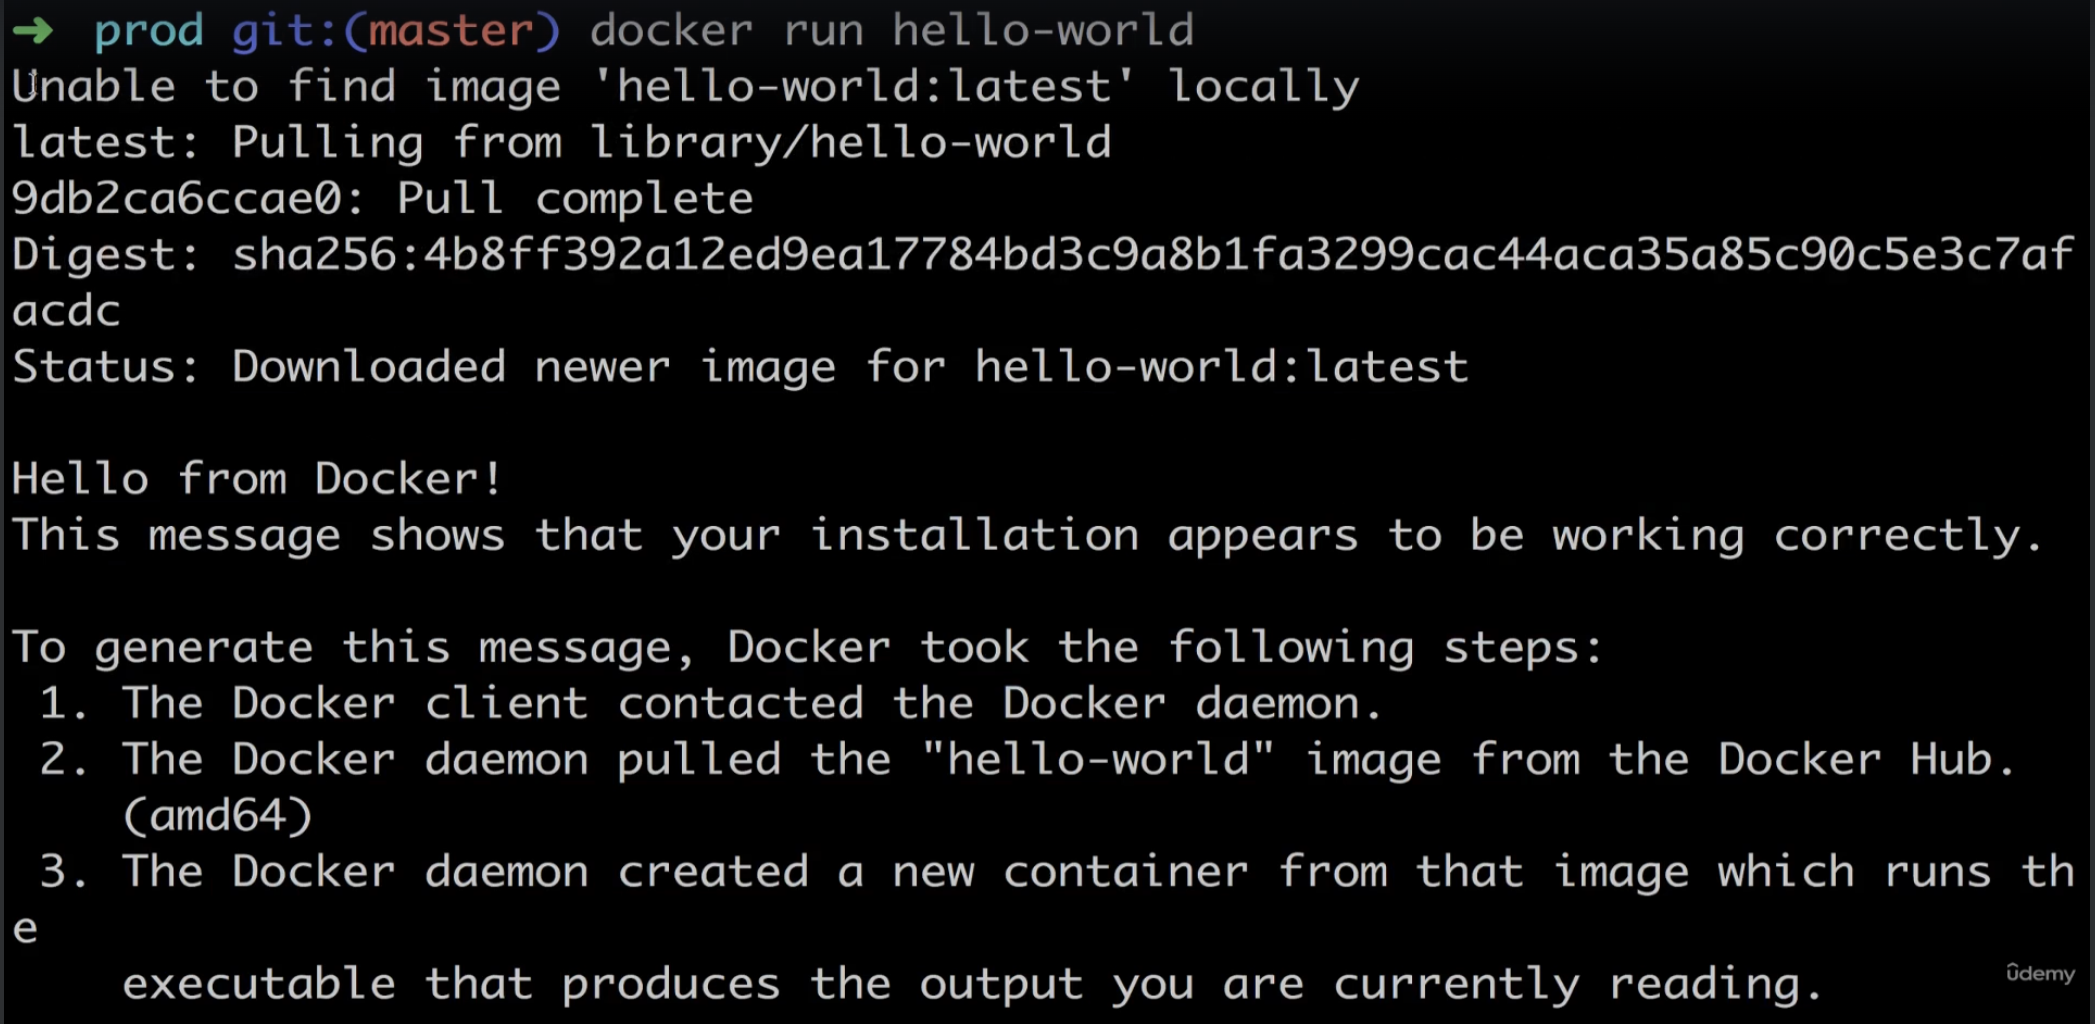 ➜  prod git:(master) docker run hello-world
Unable to find image 'hello-world:latest' locally
latest: Pulling from library/hello-world
9db2ca6ccae0: Pull complete
Digest: sha256:4b8ff392a12ed9ea17784bd3c9a8b1fa3299cac44aca35a85c90c5e3c7af
acdc
Status: Downloaded newer image for hello-world:latest

Hello from Docker!
This message shows that your installation appears to be working correctly.

To generate this message, Docker took the following steps:
 1. The Docker client contacted the Docker daemon.
 2. The Docker daemon pulled the "hello-world" image from the Docker Hub.
    (amd64)
 3. The Docker daemon created a new container from that image which runs th
e
    executable that produces the output you are currently reading.
ûdemy